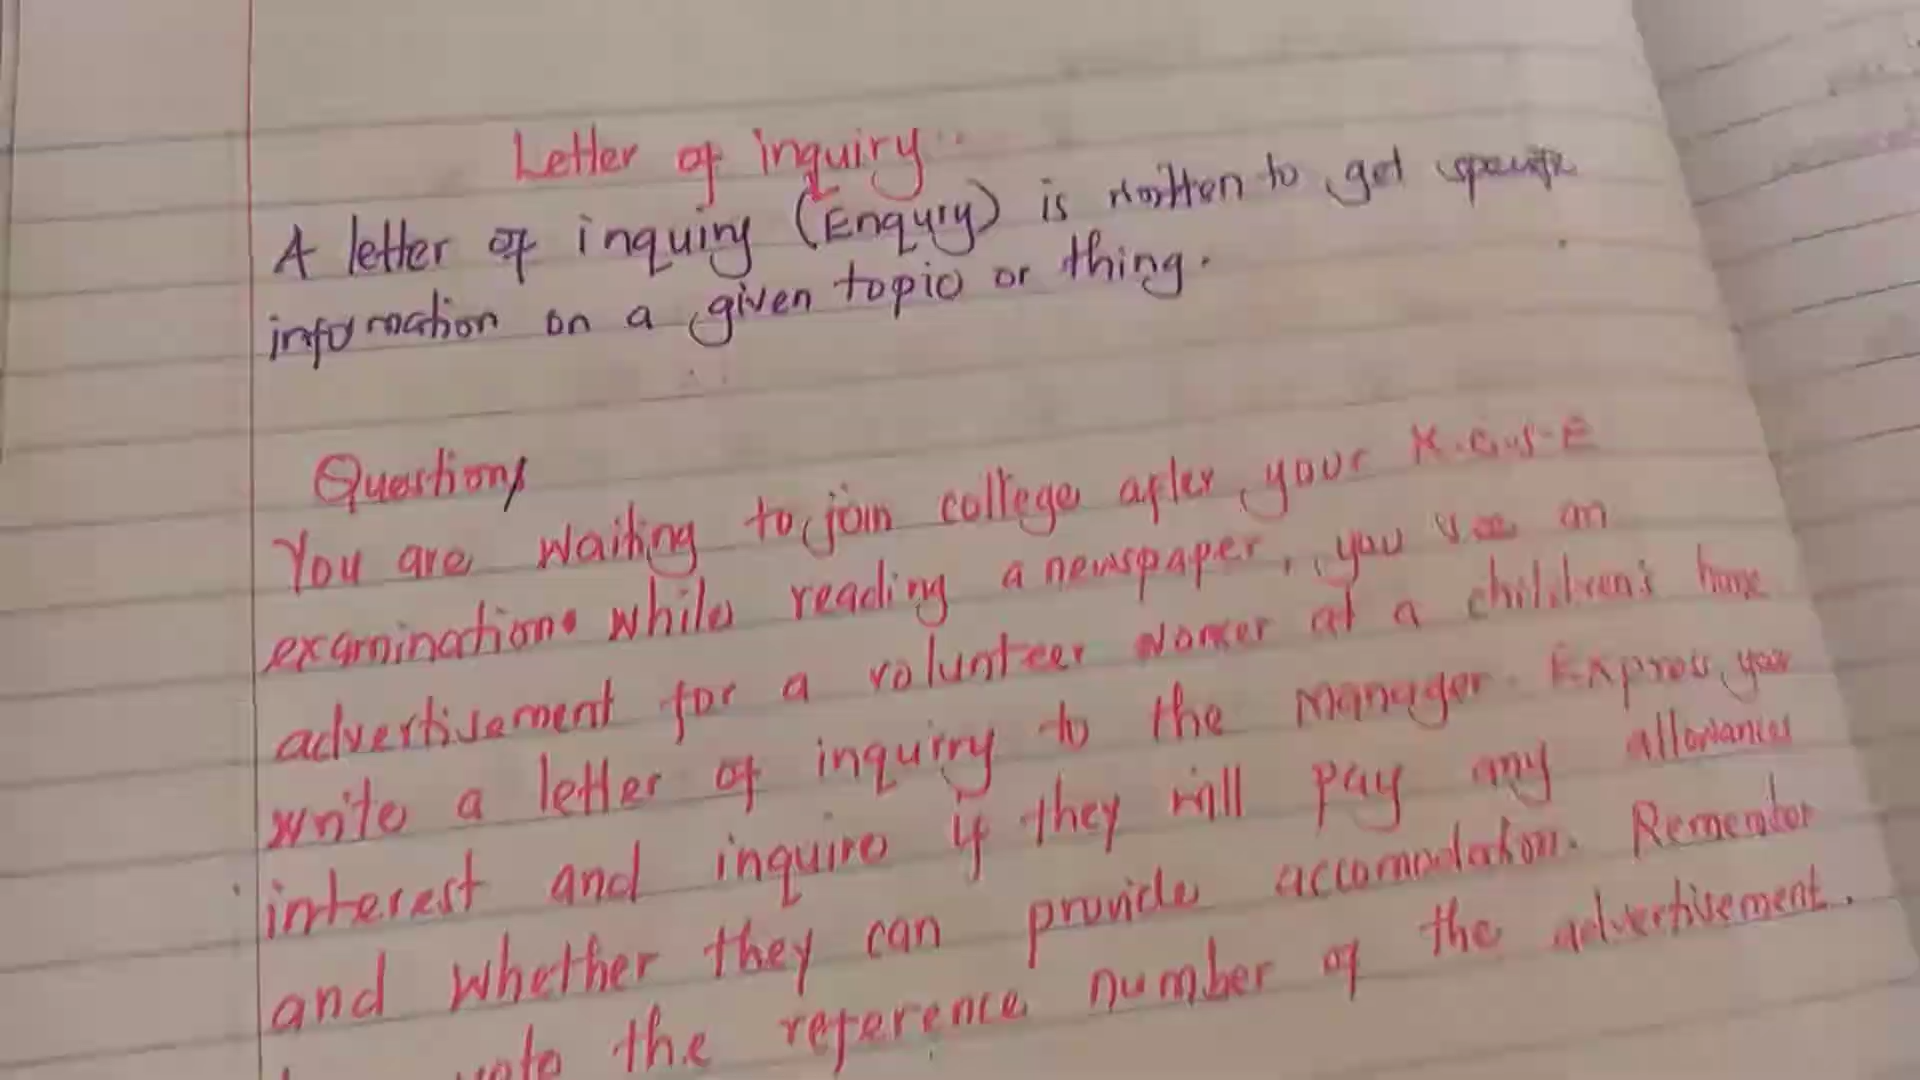 Letter of inquiry
A letter of inquiry (Enqury) is written to get specific
information on a given topic or thing.
Question
You are waiting to join college after your K.C.S.E
examination. While reading a newspaper, you see an
advertisement for a volunteer worker at a children's home
write a letter of inquiry to the manager. Express your
interest and inquire if they will pay any allowances
and whether they can provide accomodation. Remember
the reference number of the advertisement.